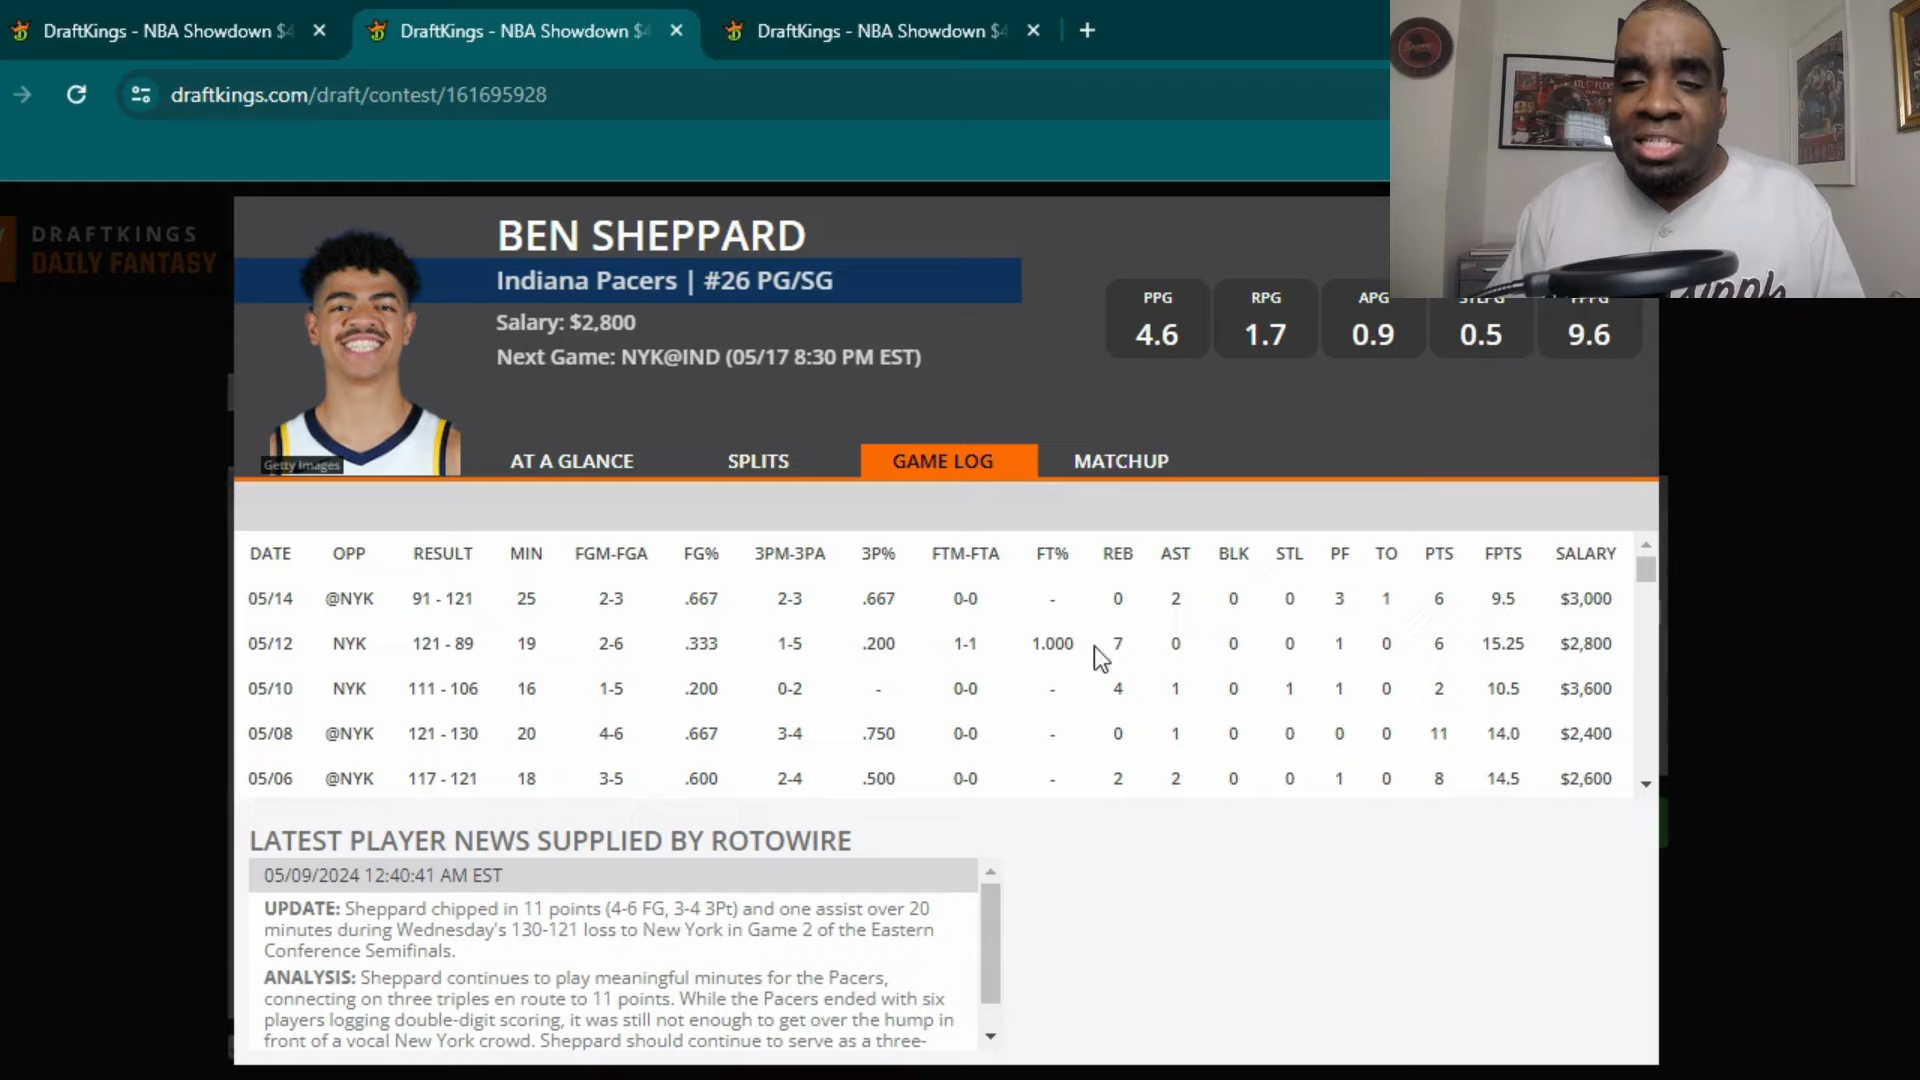 DraftKings - NBA Showdown $4
DraftKings - NBA Showdown $4
DraftKings - NBA Showdown $4
draftkings.com/draft/contest/161695928
DRAFTKINGS
DAILY FANTASY
BEN SHEPPARD
Indiana Pacers | #26 PG/SG
Salary: $2,800
Next Game: NYK@IND (05/17 8:30 PM EST)
PPG RPG APG STLPG FPPG
4.6 1.7 0.9 0.5 9.6
Getty Images
AT A GLANCE SPLITS GAME LOG MATCHUP
DATE OPP RESULT MIN FGM-FGA FG% 3PM-3PA 3P% FTM-FTA FT% REB AST BLK STL PF TO PTS FPTS SALARY
05/14 @NYK 91 - 121 25 2-3 .667 2-3 .667 0-0 - 0 2 0 0 3 1 6 9.5 $3,000
05/12 NYK 121 - 89 19 2-6 .333 1-5 .200 1-1 1.000 7 0 0 0 1 0 6 15.25 $2,800
05/10 NYK 111 - 106 16 1-5 .200 0-2 - 0-0 - 4 1 0 1 1 0 2 10.5 $3,600
05/08 @NYK 121 - 130 20 4-6 .667 3-4 .750 0-0 - 0 1 0 0 0 0 11 14.0 $2,400
05/06 @NYK 117 - 121 18 3-5 .600 2-4 .500 0-0 - 2 2 0 0 1 0 8 14.5 $2,600
LATEST PLAYER NEWS SUPPLIED BY ROTOWIRE
05/09/2024 12:40:41 AM EST
UPDATE: Sheppard chipped in 11 points (4-6 FG, 3-4 3Pt) and one assist over 20
minutes during Wednesday's 130-121 loss to New York in Game 2 of the Eastern
Conference Semifinals.
ANALYSIS: Sheppard continues to play meaningful minutes for the Pacers,
connecting on three triples en route to 11 points. While the Pacers ended with six
players logging double-digit scoring, it was still not enough to get over the hump in
front of a vocal New York crowd. Sheppard should continue to serve as a three-